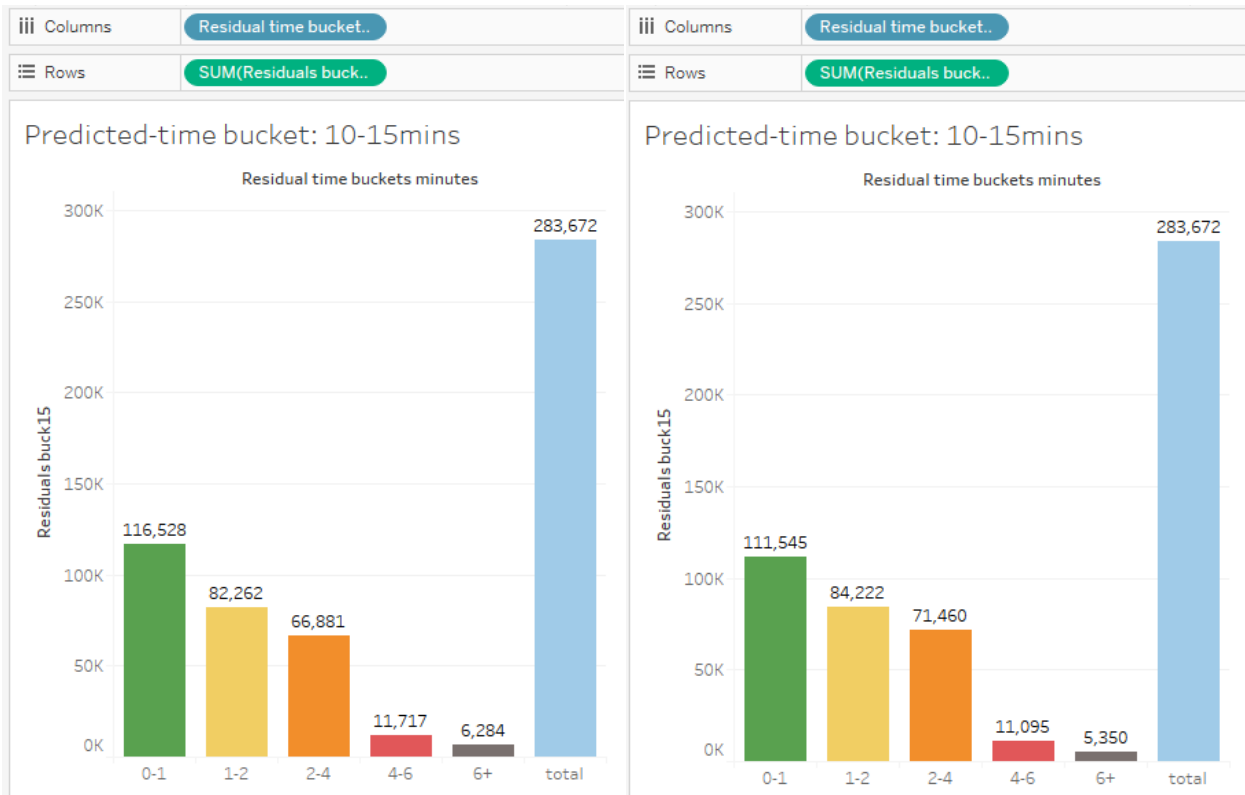 Columns Residual time bucket..
Rows SUM(Residuals buck..
Predicted-time bucket: 10-15mins
Residual time buckets minutes
300K
283,672
250K
200K
Residuals buck15
150K
116,528
100K
82,262
66,881
50K
11,717
6,284
0K
0-1 1-2 2-4 4-6 6+ total
Columns Residual time bucket..
Rows SUM(Residuals buck..
Predicted-time bucket: 10-15mins
Residual time buckets minutes
300K
283,672
250K
200K
Residuals buck15
150K
111,545
100K
84,222
71,460
50K
11,095
5,350
0K
0-1 1-2 2-4 4-6 6+ total